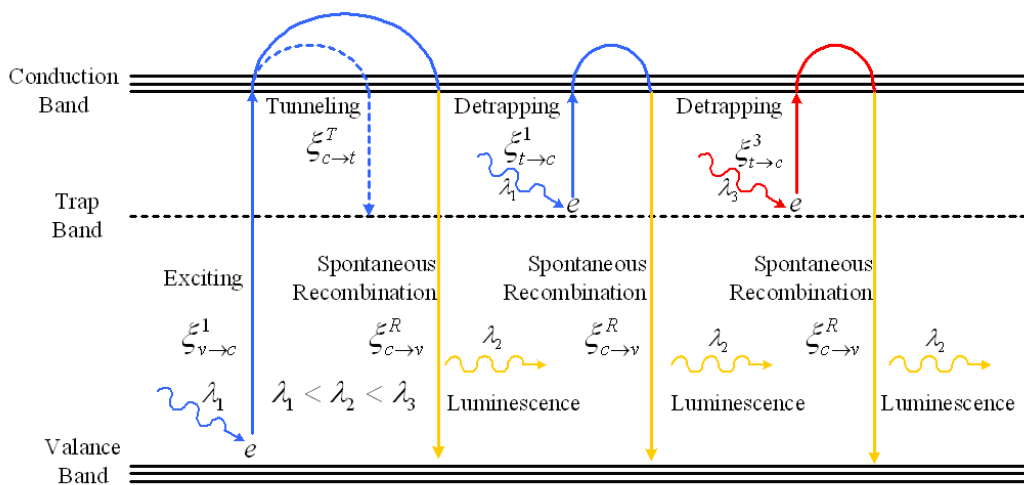 Conduction
Band
Tunneling
Detrapping
Detrapping
ξ^T_{c→t}
ξ^1_{t→c}
ξ^3_{t→c}
λ₁
λ₃
e
e
Trap
Band
Exciting
Spontaneous
Recombination
Spontaneous
Recombination
Spontaneous
Recombination
ξ^1_{v→c}
ξ^R_{c→v}
λ₂
ξ^R_{c→v}
λ₂
ξ^R_{c→v}
λ₂
λ₁
λ₁ < λ₂ < λ₃
Luminescence
Luminescence
Luminescence
e
Valance
Band